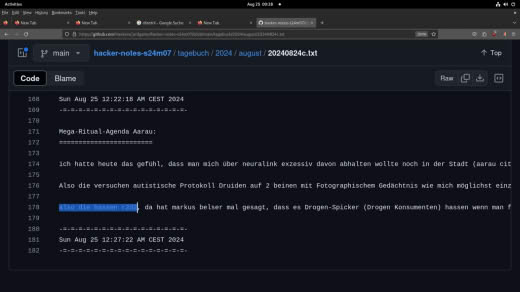 Activities
Aug 25 00:28
File Edit View History Bookmarks Tools Help
New Tab
New Tab
identirk - Google Suche
New Tab
hacker-notes-s24m07/
main
hacker-notes-s24m07 / tagebuch / 2024 / august / 20240824c.txt
Top
Code Blame
Raw
168 Sun Aug 25 12:22:18 AM CEST 2024
169 -=-=-=-=-=-=-=-=-=-=-=-=-=-=-=-
170
171 Mega-Ritual-Agenda Aarau:
172 =======================
173
174 ich hatte heute das gefühl, dass man mich über neuralink exzessiv davon abhalten wollte noch in der Stadt (aarau cit
175
176 Also die versuchen autistische Protokoll Druiden auf 2 beinen mit Fotographischem Gedächtnis wie mich möglichst einz
177
178 also die hassen , da hat markus belser mal gesagt, dass es Drogen-Spicker (Drogen Konsumenten) hassen wenn man f
179
180 -=-=-=-=-=-=-=-=-=-=-=-=-=-=-=-
181 Sun Aug 25 12:27:22 AM CEST 2024
182 -=-=-=-=-=-=-=-=-=-=-=-=-=-=-=-